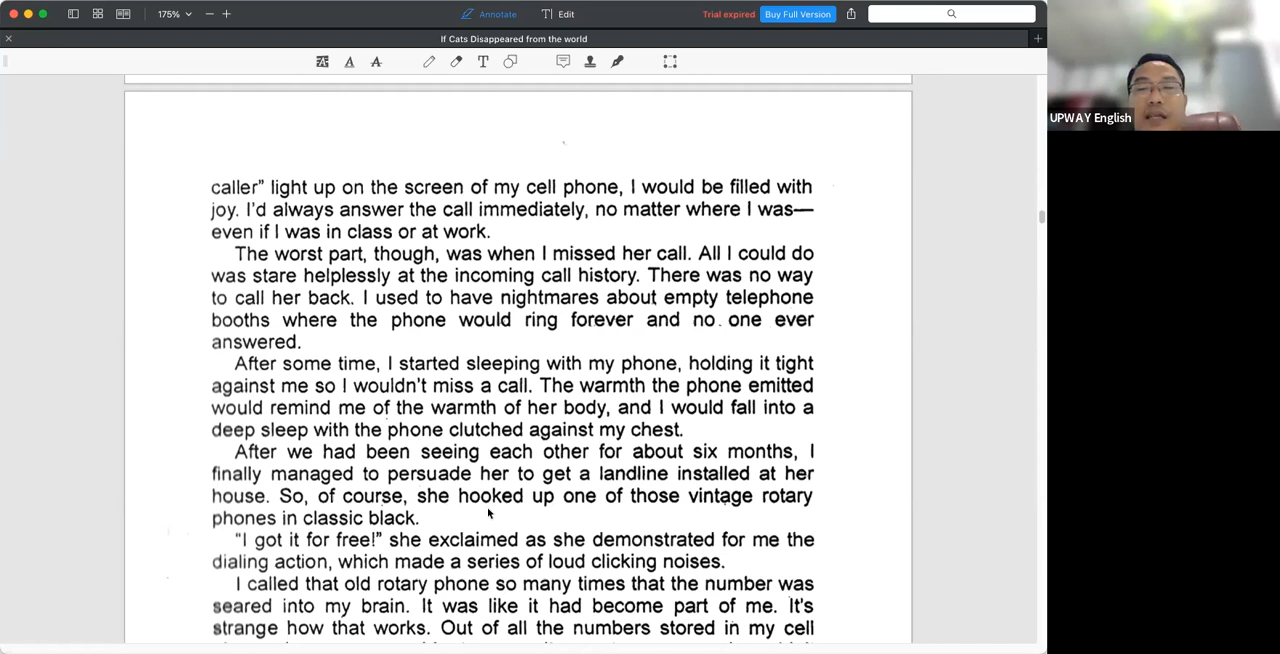 175%
Annotate
Edit
Trial expired
Buy Full Version
If Cats Disappeared from the world
UPWAY English
caller” light up on the screen of my cell phone, I would be filled with
joy. I’d always answer the call immediately, no matter where I was—
even if I was in class or at work.
The worst part, though, was when I missed her call. All I could do
was stare helplessly at the incoming call history. There was no way
to call her back. I used to have nightmares about empty telephone
booths where the phone would ring forever and no one ever
answered.
After some time, I started sleeping with my phone, holding it tight
against me so I wouldn’t miss a call. The warmth the phone emitted
would remind me of the warmth of her body, and I would fall into a
deep sleep with the phone clutched against my chest.
After we had been seeing each other for about six months, I
finally managed to persuade her to get a landline installed at her
house. So, of course, she hooked up one of those vintage rotary
phones in classic black.
“I got it for free!” she exclaimed as she demonstrated for me the
dialing action, which made a series of loud clicking noises.
I called that old rotary phone so many times that the number was
seared into my brain. It was like it had become part of me. It’s
strange how that works. Out of all the numbers stored in my cell